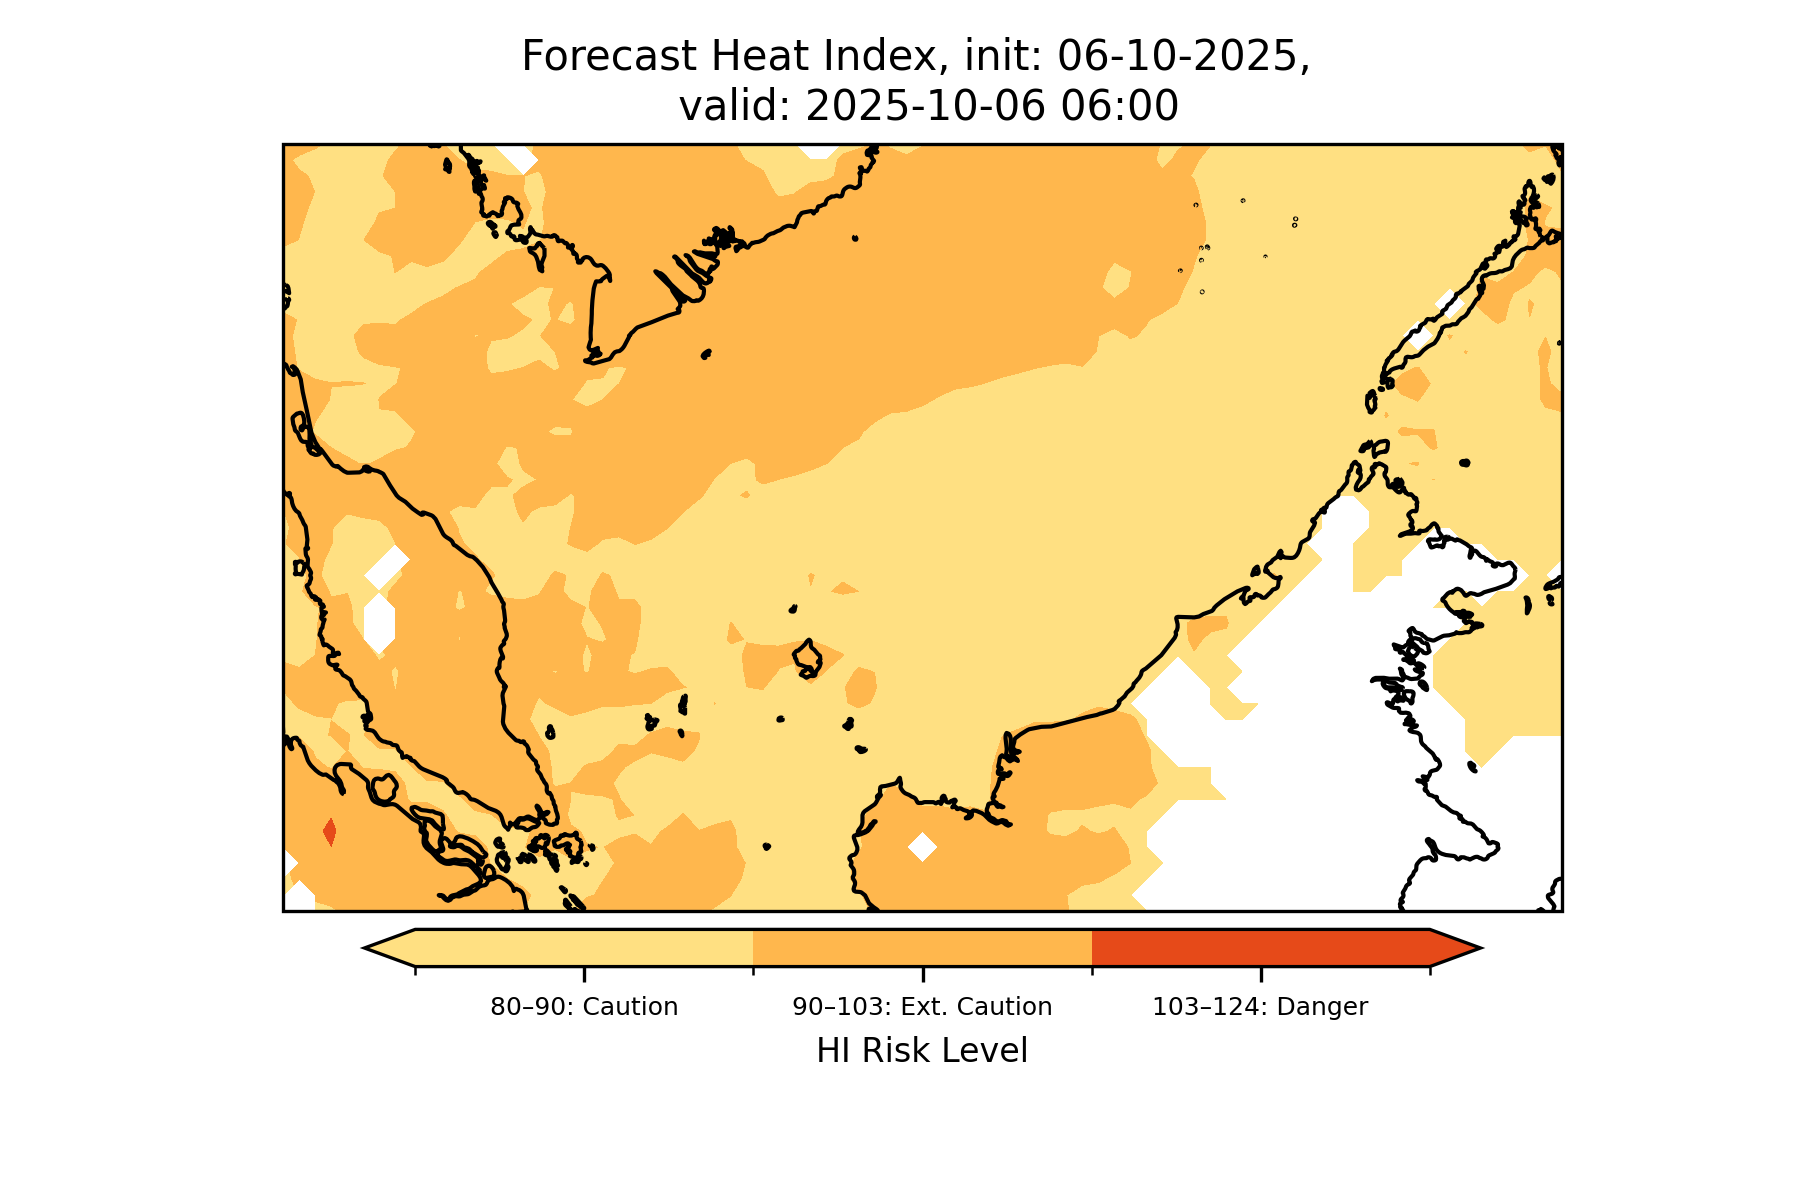 Forecast Heat Index, init: 06-10-2025,
valid: 2025-10-06 06:00
80–90: Caution
90–103: Ext. Caution
103–124: Danger
HI Risk Level